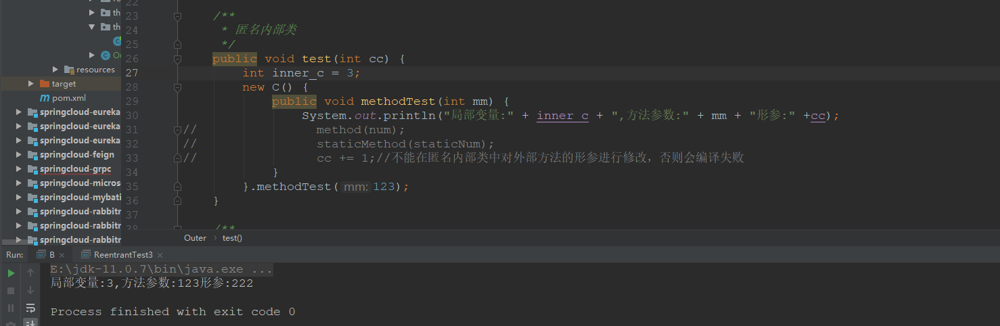 22
th
23 /**
th
24 * 匿名内部类
25 */
Ou
26 public void test(int cc) {
resources
27 int inner_c = 3;
target
28 new C() {
pom.xml
29 public void methodTest(int mm) {
springcloud-eureka
30 System.out.println("局部变量:" + inner_c + ",方法参数:" + mm + "形参:" +cc);
springcloud-eureka
31 // method(num);
springcloud-eureka
32 // staticMethod(staticNum);
springcloud-feign
33 // cc += 1;//不能在匿名内部类中对外部方法的形参进行修改，否则会编译失败
springcloud-grpc
34 }
springcloud-micros
35 }.methodTest( mm: 123);
springcloud-mybati
36 }
springcloud-rabbitm
37
springcloud-rabbitm
38 /**
springcloud-rabbitm
Outer › test()
Run: B × ReentrantTest3 ×
E:\jdk-11.0.7\bin\java.exe ...
局部变量:3,方法参数:123形参:222
Process finished with exit code 0